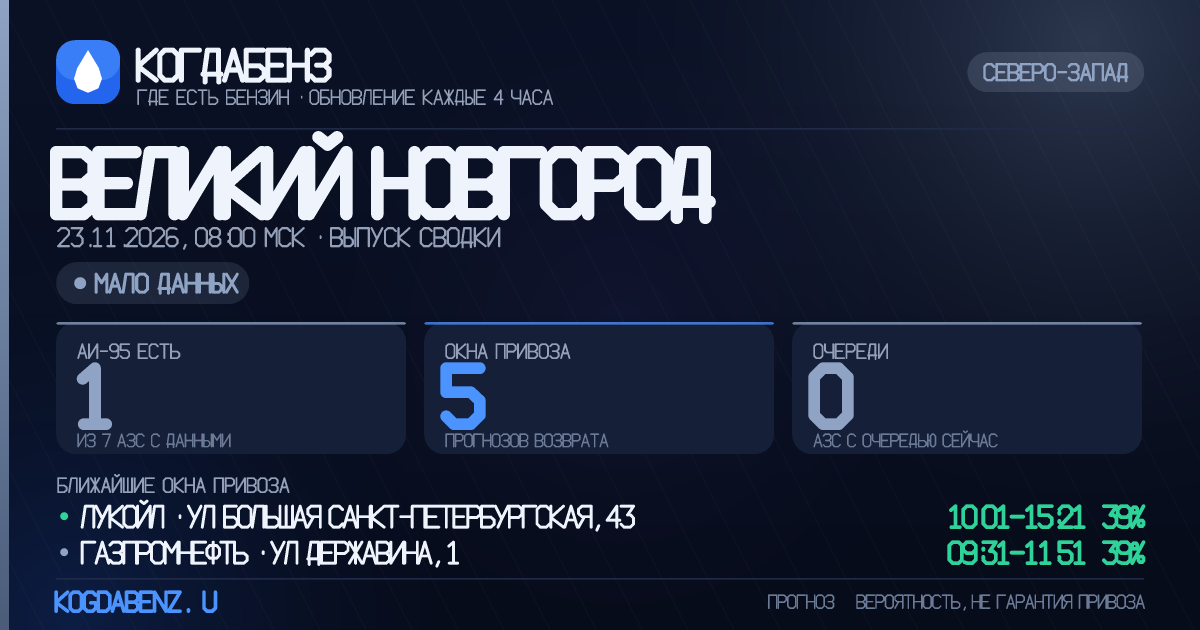 КОГДАБЕНЗ
ГДЕ ЕСТЬ БЕНЗИН · ОБНОВЛЕНИЕ КАЖДЫЕ 4 ЧАСА
СЕВЕРО-ЗАПАД
ВЕЛИКИЙ НОВГОРОД
23.11.2026, 08:00 МСК · ВЫПУСК СВОДКИ
• МАЛО ДАННЫХ
АИ-95 ЕСТЬ
1
ИЗ 7 АЗС С ДАННЫМИ
ОКНА ПРИВОЗА
5
ПРОГНОЗОВ ВОЗВРАТА
ОЧЕРЕДИ
0
АЗС С ОЧЕРЕДЬЮ СЕЙЧАС
БЛИЖАЙШИЕ ОКНА ПРИВОЗА
• ЛУКОЙЛ · УЛ БОЛЬШАЯ САНКТ-ПЕТЕРБУРГСКАЯ, 43 10:01-15:21 39%
• ГАЗПРОМНЕФТЬ · УЛ ДЕРЖАВИНА, 1 09:31-11:51 39%
KOGDABENZ. U
ПРОГНОЗ ВЕРОЯТНОСТЬ, НЕ ГАРАНТИЯ ПРИВОЗА